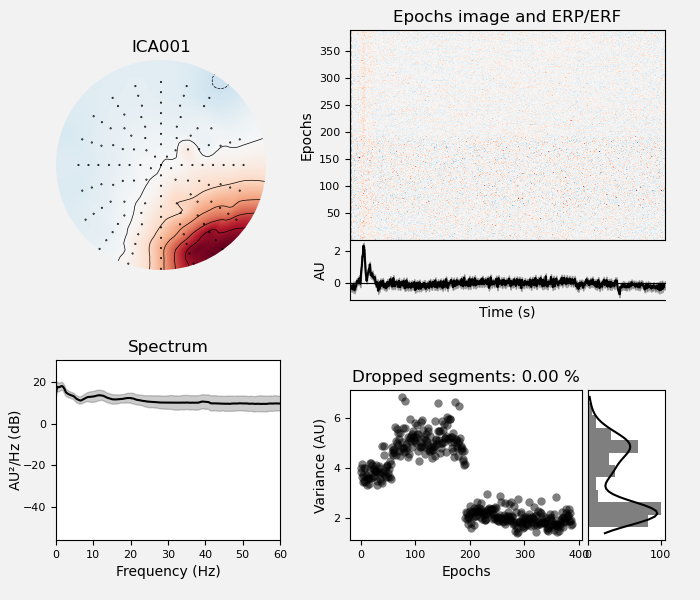 ICA001
Epochs image and ERP/ERF
Epochs
350
300
250
200
150
100
50
AU
2
0
Time (s)
Spectrum
AU²/Hz (dB)
20
0
−20
−40
0 10 20 30 40 50 60
Frequency (Hz)
Dropped segments: 0.00 %
Variance (AU)
6
4
2
0 100 200 300 400
Epochs
0 100